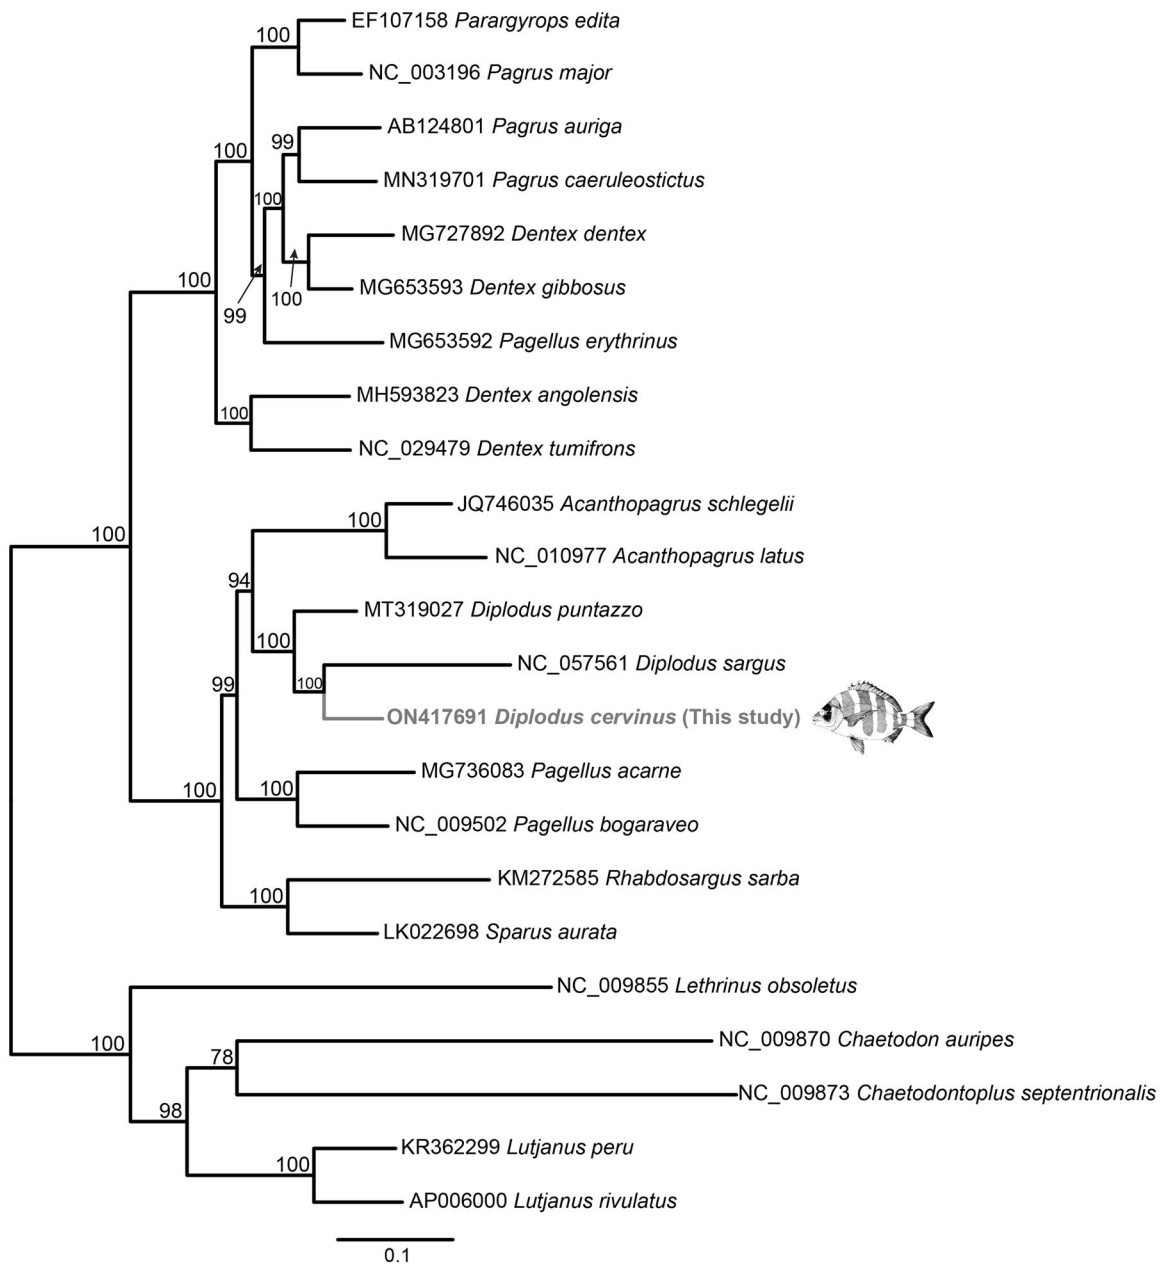 EF107158 Parargyrops edita
100
NC_003196 Pagrus major
AB124801 Pagrus auriga
99
100
MN319701 Pagrus caeruleostictus
100
MG727892 Dentex dentex
100
MG653593 Dentex gibbosus
100
99
MG653592 Pagellus erythrinus
MH593823 Dentex angolensis
100
NC_029479 Dentex tumifrons
JQ746035 Acanthopagrus schlegelii
100
100
NC_010977 Acanthopagrus latus
94
MT319027 Diplodus puntazzo
100
NC_057561 Diplodus sargus
99
100
ON417691 Diplodus cervinus (This study)
MG736083 Pagellus acarne
100
100
NC_009502 Pagellus bogaraveo
KM272585 Rhabdosargus sarba
100
LK022698 Sparus aurata
NC_009855 Lethrinus obsoletus
NC_009870 Chaetodon auripes
100
78
NC_009873 Chaetodontoplus septentrionalis
98
KR362299 Lutjanus peru
100
AP006000 Lutjanus rivulatus
0.1